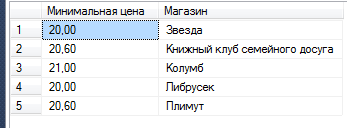 Минимальная цена Магазин
1 20,00 Звезда
2 20,60 Книжный клуб семейного досуга
3 21,00 Колумб
4 20,00 Либрусек
5 20,60 Плимут